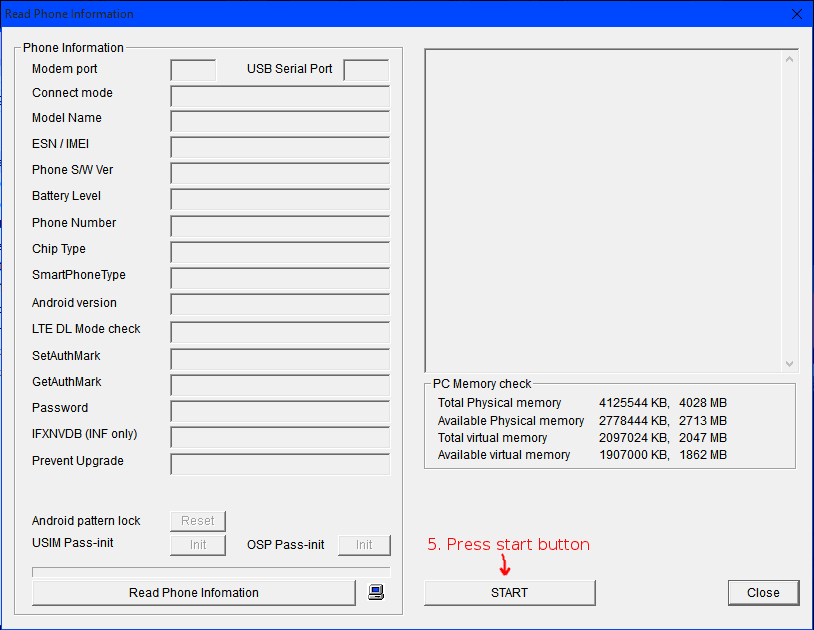 Read Phone Information
Phone Information
Modem port
USB Serial Port
Connect mode
Model Name
ESN / IMEI
Phone S/W Ver
Battery Level
Phone Number
Chip Type
SmartPhoneType
Android version
LTE DL Mode check
SetAuthMark
GetAuthMark
Password
IFXNVDB (INF only)
Prevent Upgrade
Android pattern lock Reset
USIM Pass-init Init OSP Pass-init Init
Read Phone Infomation
PC Memory check
Total Physical memory 4125544 KB, 4028 MB
Available Physical memory 2778444 KB, 2713 MB
Total virtual memory 2097024 KB, 2047 MB
Available virtual memory 1907000 KB, 1862 MB
5. Press start button
START
Close